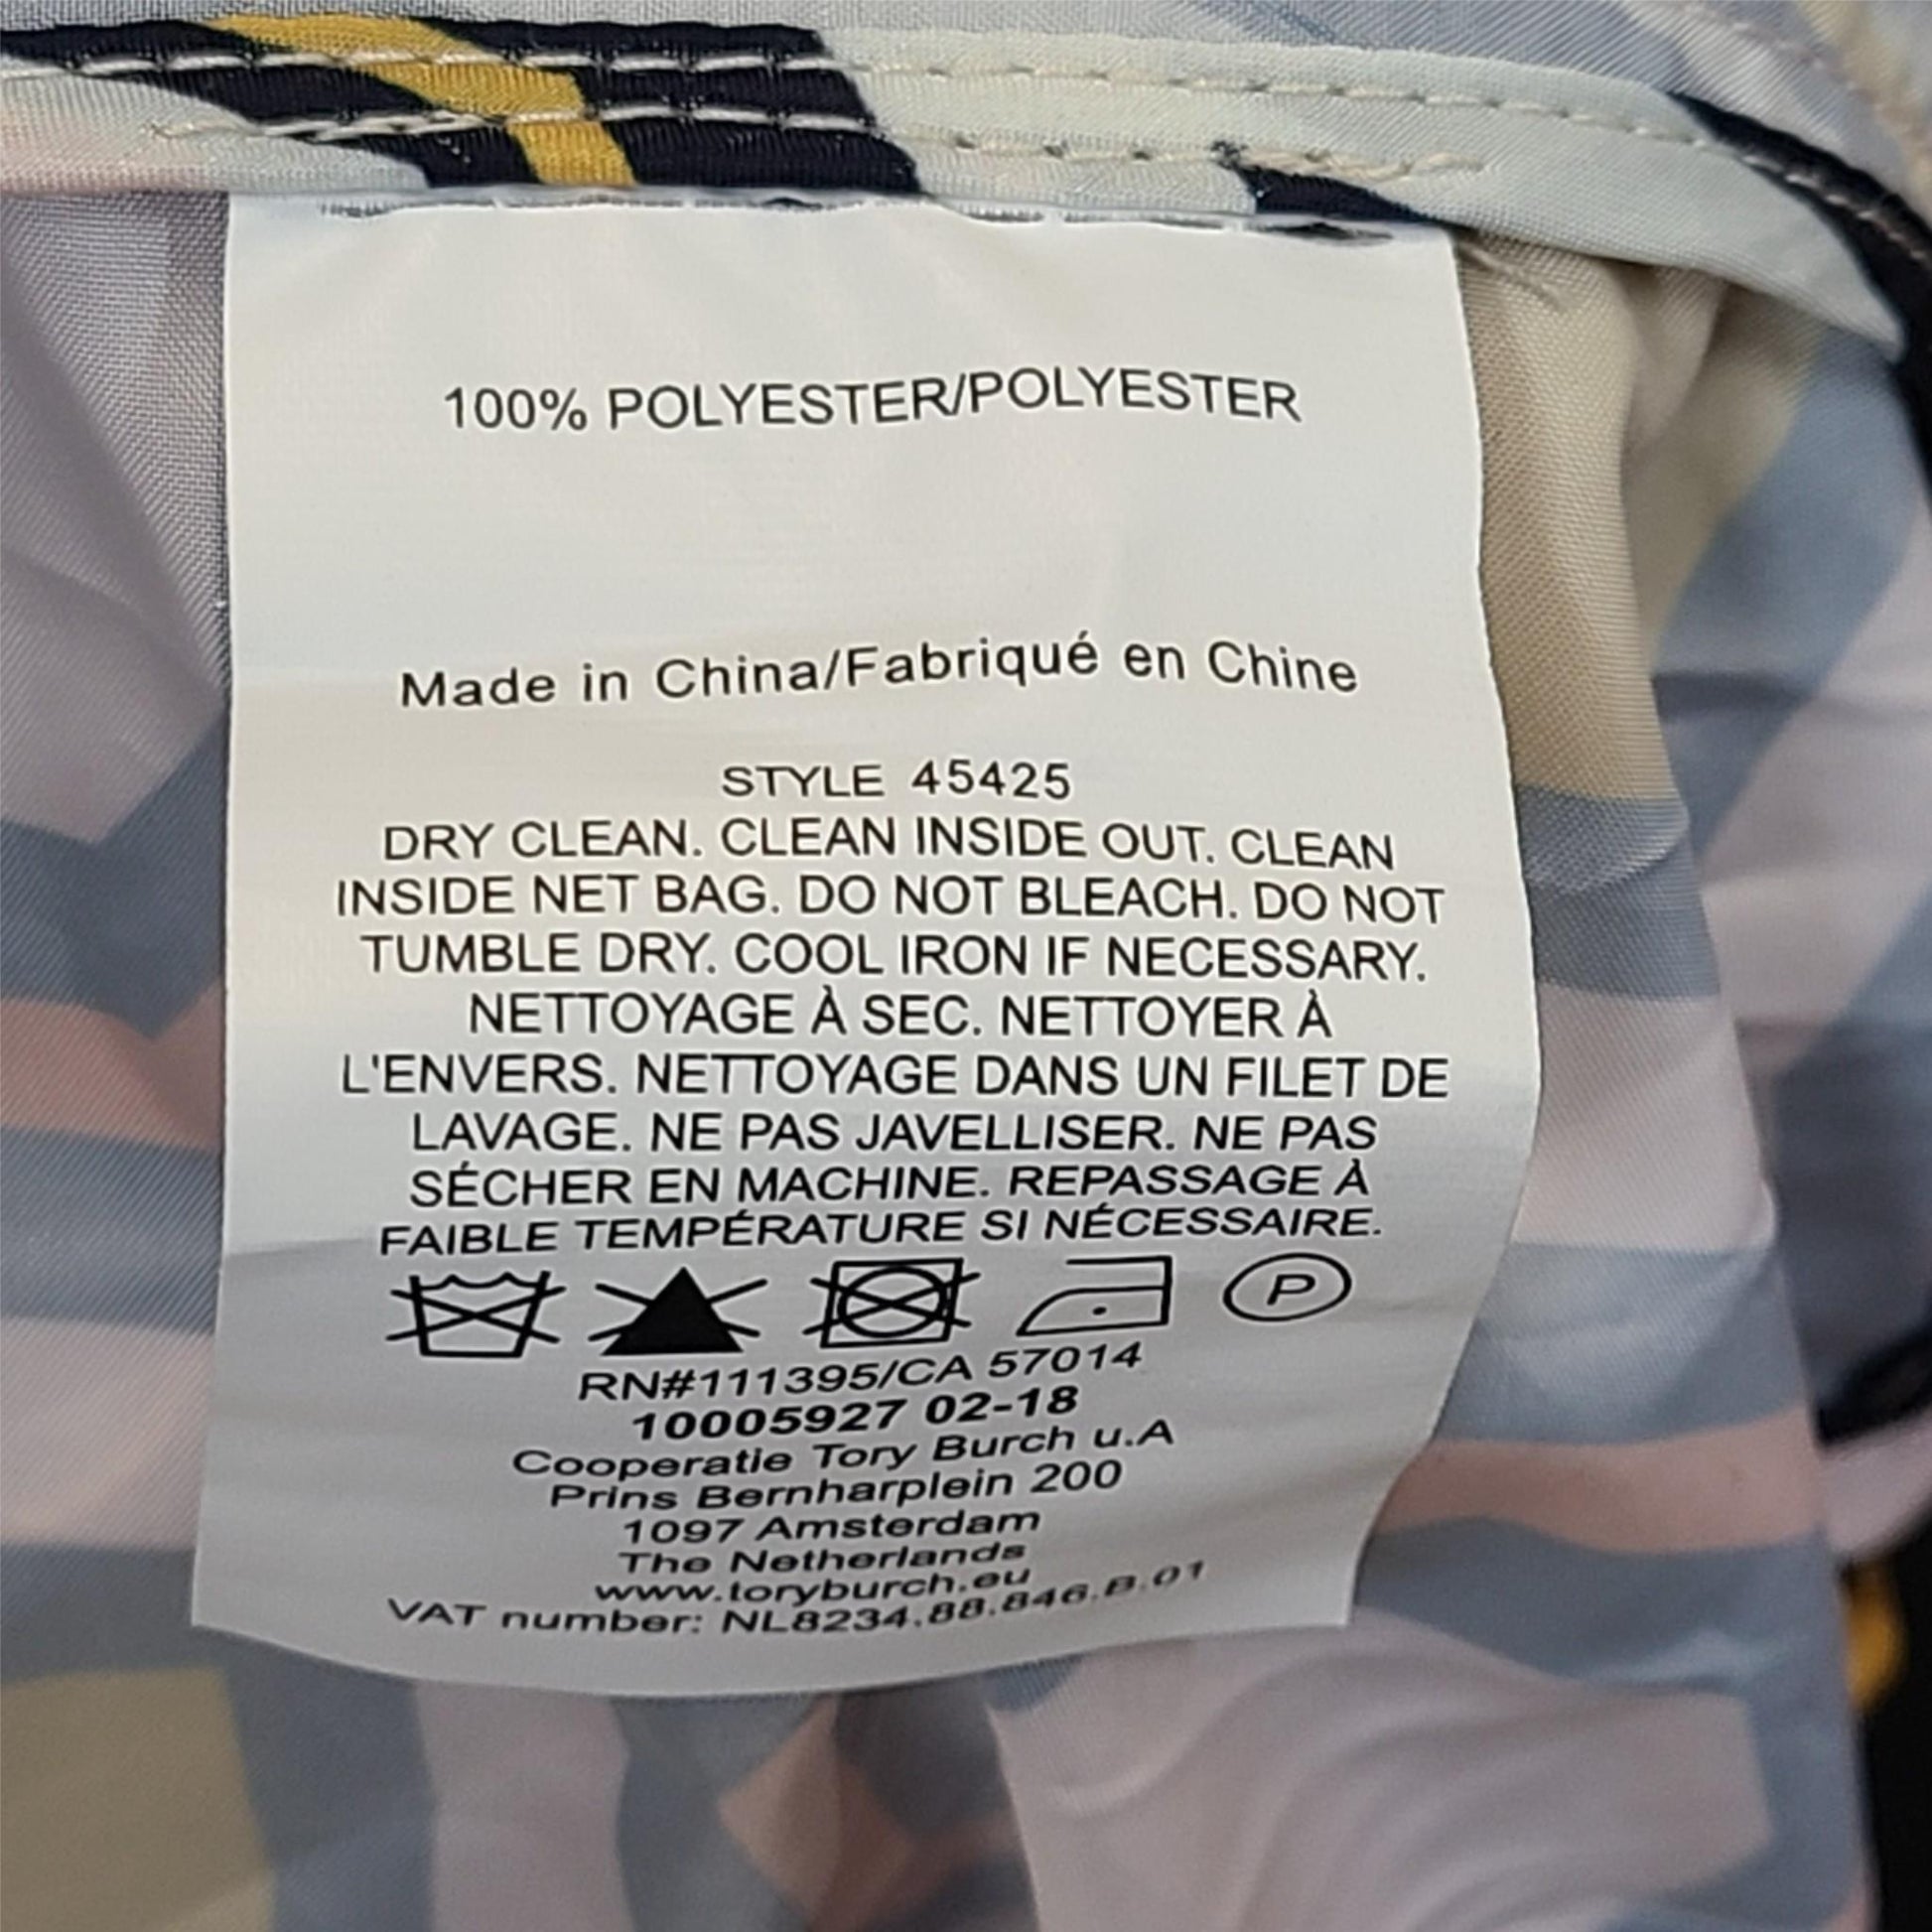 100% POLYESTER/POLYESTER
Made in China/Fabriqué en Chine
STYLE 45425
DRY CLEAN. CLEAN INSIDE OUT. CLEAN
INSIDE NET BAG. DO NOT BLEACH. DO NOT
TUMBLE DRY. COOL IRON IF NECESSARY.
NETTOYAGE À SEC. NETTOYER À
L'ENVERS. NETTOYAGE DANS UN FILET DE
LAVAGE. NE PAS JAVELLISER. NE PAS
SÉCHER EN MACHINE. REPASSAGE À
FAIBLE TEMPÉRATURE SI NÉCESSAIRE.
P
RN#111395/CA 57014
10005927 02-18
Cooperatie Tory Burch u.A
Prins Bernharplein 200
1097 Amsterdam
The Netherlands
www.toryburch.eu
VAT number: NL8234.88.846.B.01